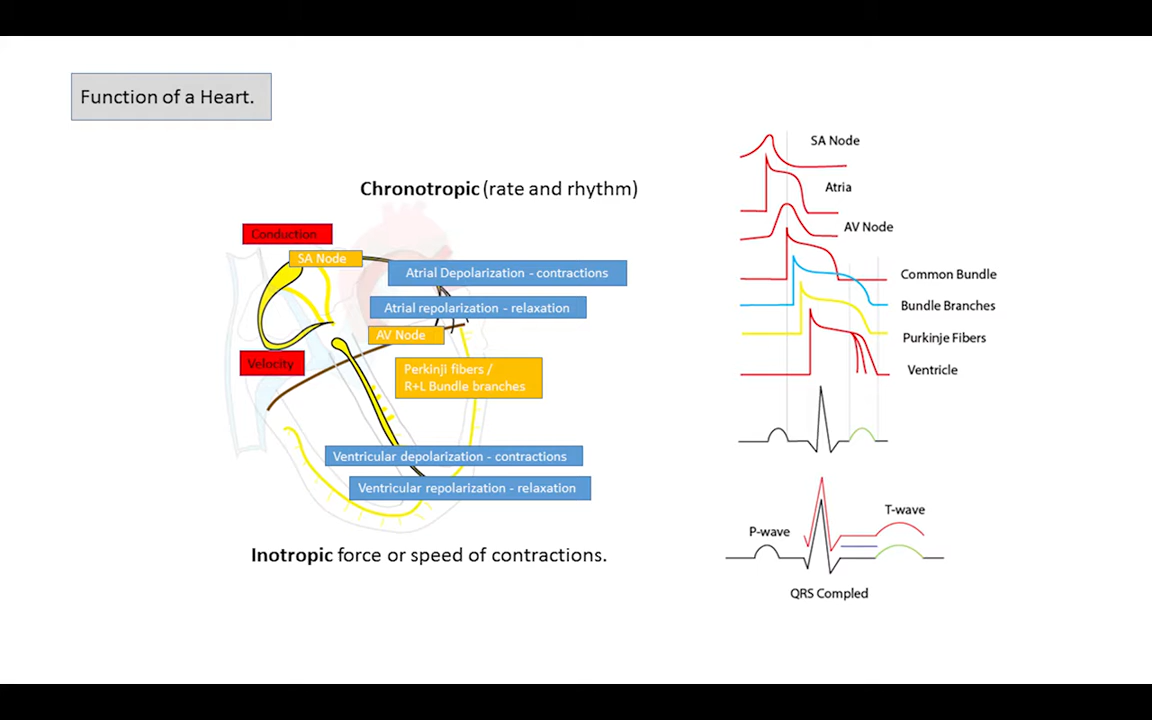 Function of a Heart.
Chronotropic (rate and rhythm)
Conduction
SA Node
Atrial Depolarization - contractions
Atrial repolarization - relaxation
AV Node
Velocity
Perkinji fibers /
R+L Bundle branches
Ventricular depolarization - contractions
Ventricular repolarization - relaxation
Inotropic force or speed of contractions.
SA Node
Atria
AV Node
Common Bundle
Bundle Branches
Purkinje Fibers
Ventricle
P-wave
T-wave
QRS Compled